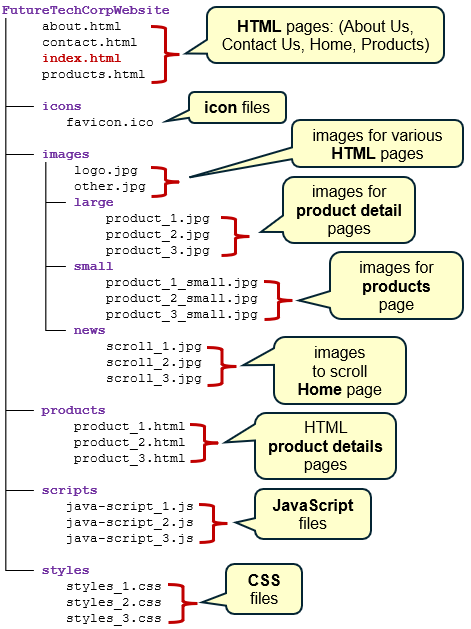 FutureTechCorpWebsite
about.html
contact.html
index.html
products.html
HTML pages: (About Us,
Contact Us, Home, Products)
icons
favicon.ico
icon files
images
logo.jpg
other.jpg
images for various
HTML pages
large
product_1.jpg
product_2.jpg
product_3.jpg
images for
product detail
pages
small
product_1_small.jpg
product_2_small.jpg
product_3_small.jpg
images for
products
page
news
scroll_1.jpg
scroll_2.jpg
scroll_3.jpg
images
to scroll
Home page
products
product_1.html
product_2.html
product_3.html
HTML
product details
pages
scripts
java-script_1.js
java-script_2.js
java-script_3.js
JavaScript
files
styles
styles_1.css
styles_2.css
styles_3.css
CSS
files